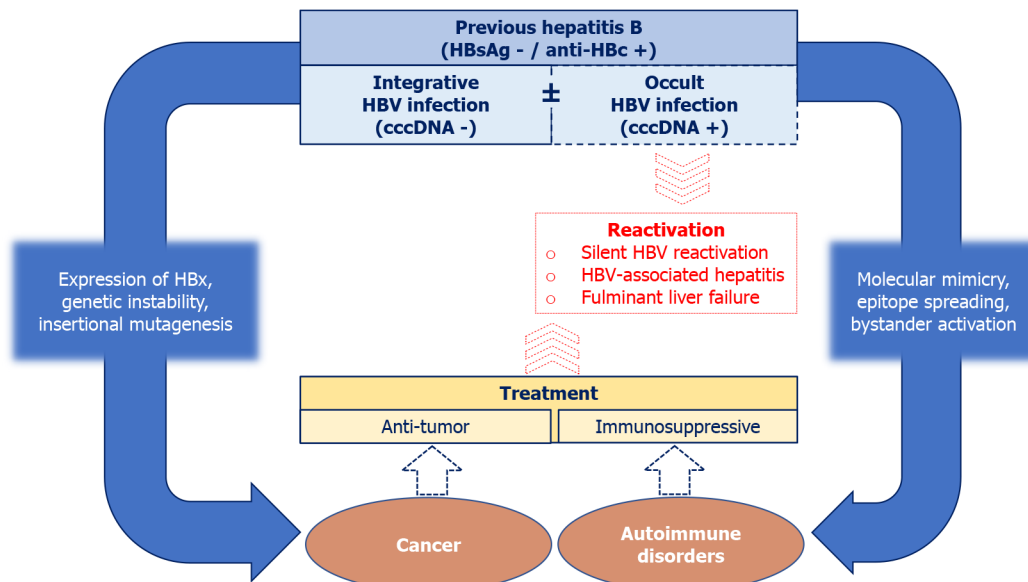 Previous hepatitis B
(HBsAg - / anti-HBc +)
Integrative
HBV infection
(cccDNA -)
±
Occult
HBV infection
(cccDNA +)
Reactivation
o Silent HBV reactivation
o HBV-associated hepatitis
o Fulminant liver failure
Expression of HBx,
genetic instability,
insertional mutagenesis
Molecular mimicry,
epitope spreading,
bystander activation
Treatment
Anti-tumor
Immunosuppressive
Cancer
Autoimmune
disorders